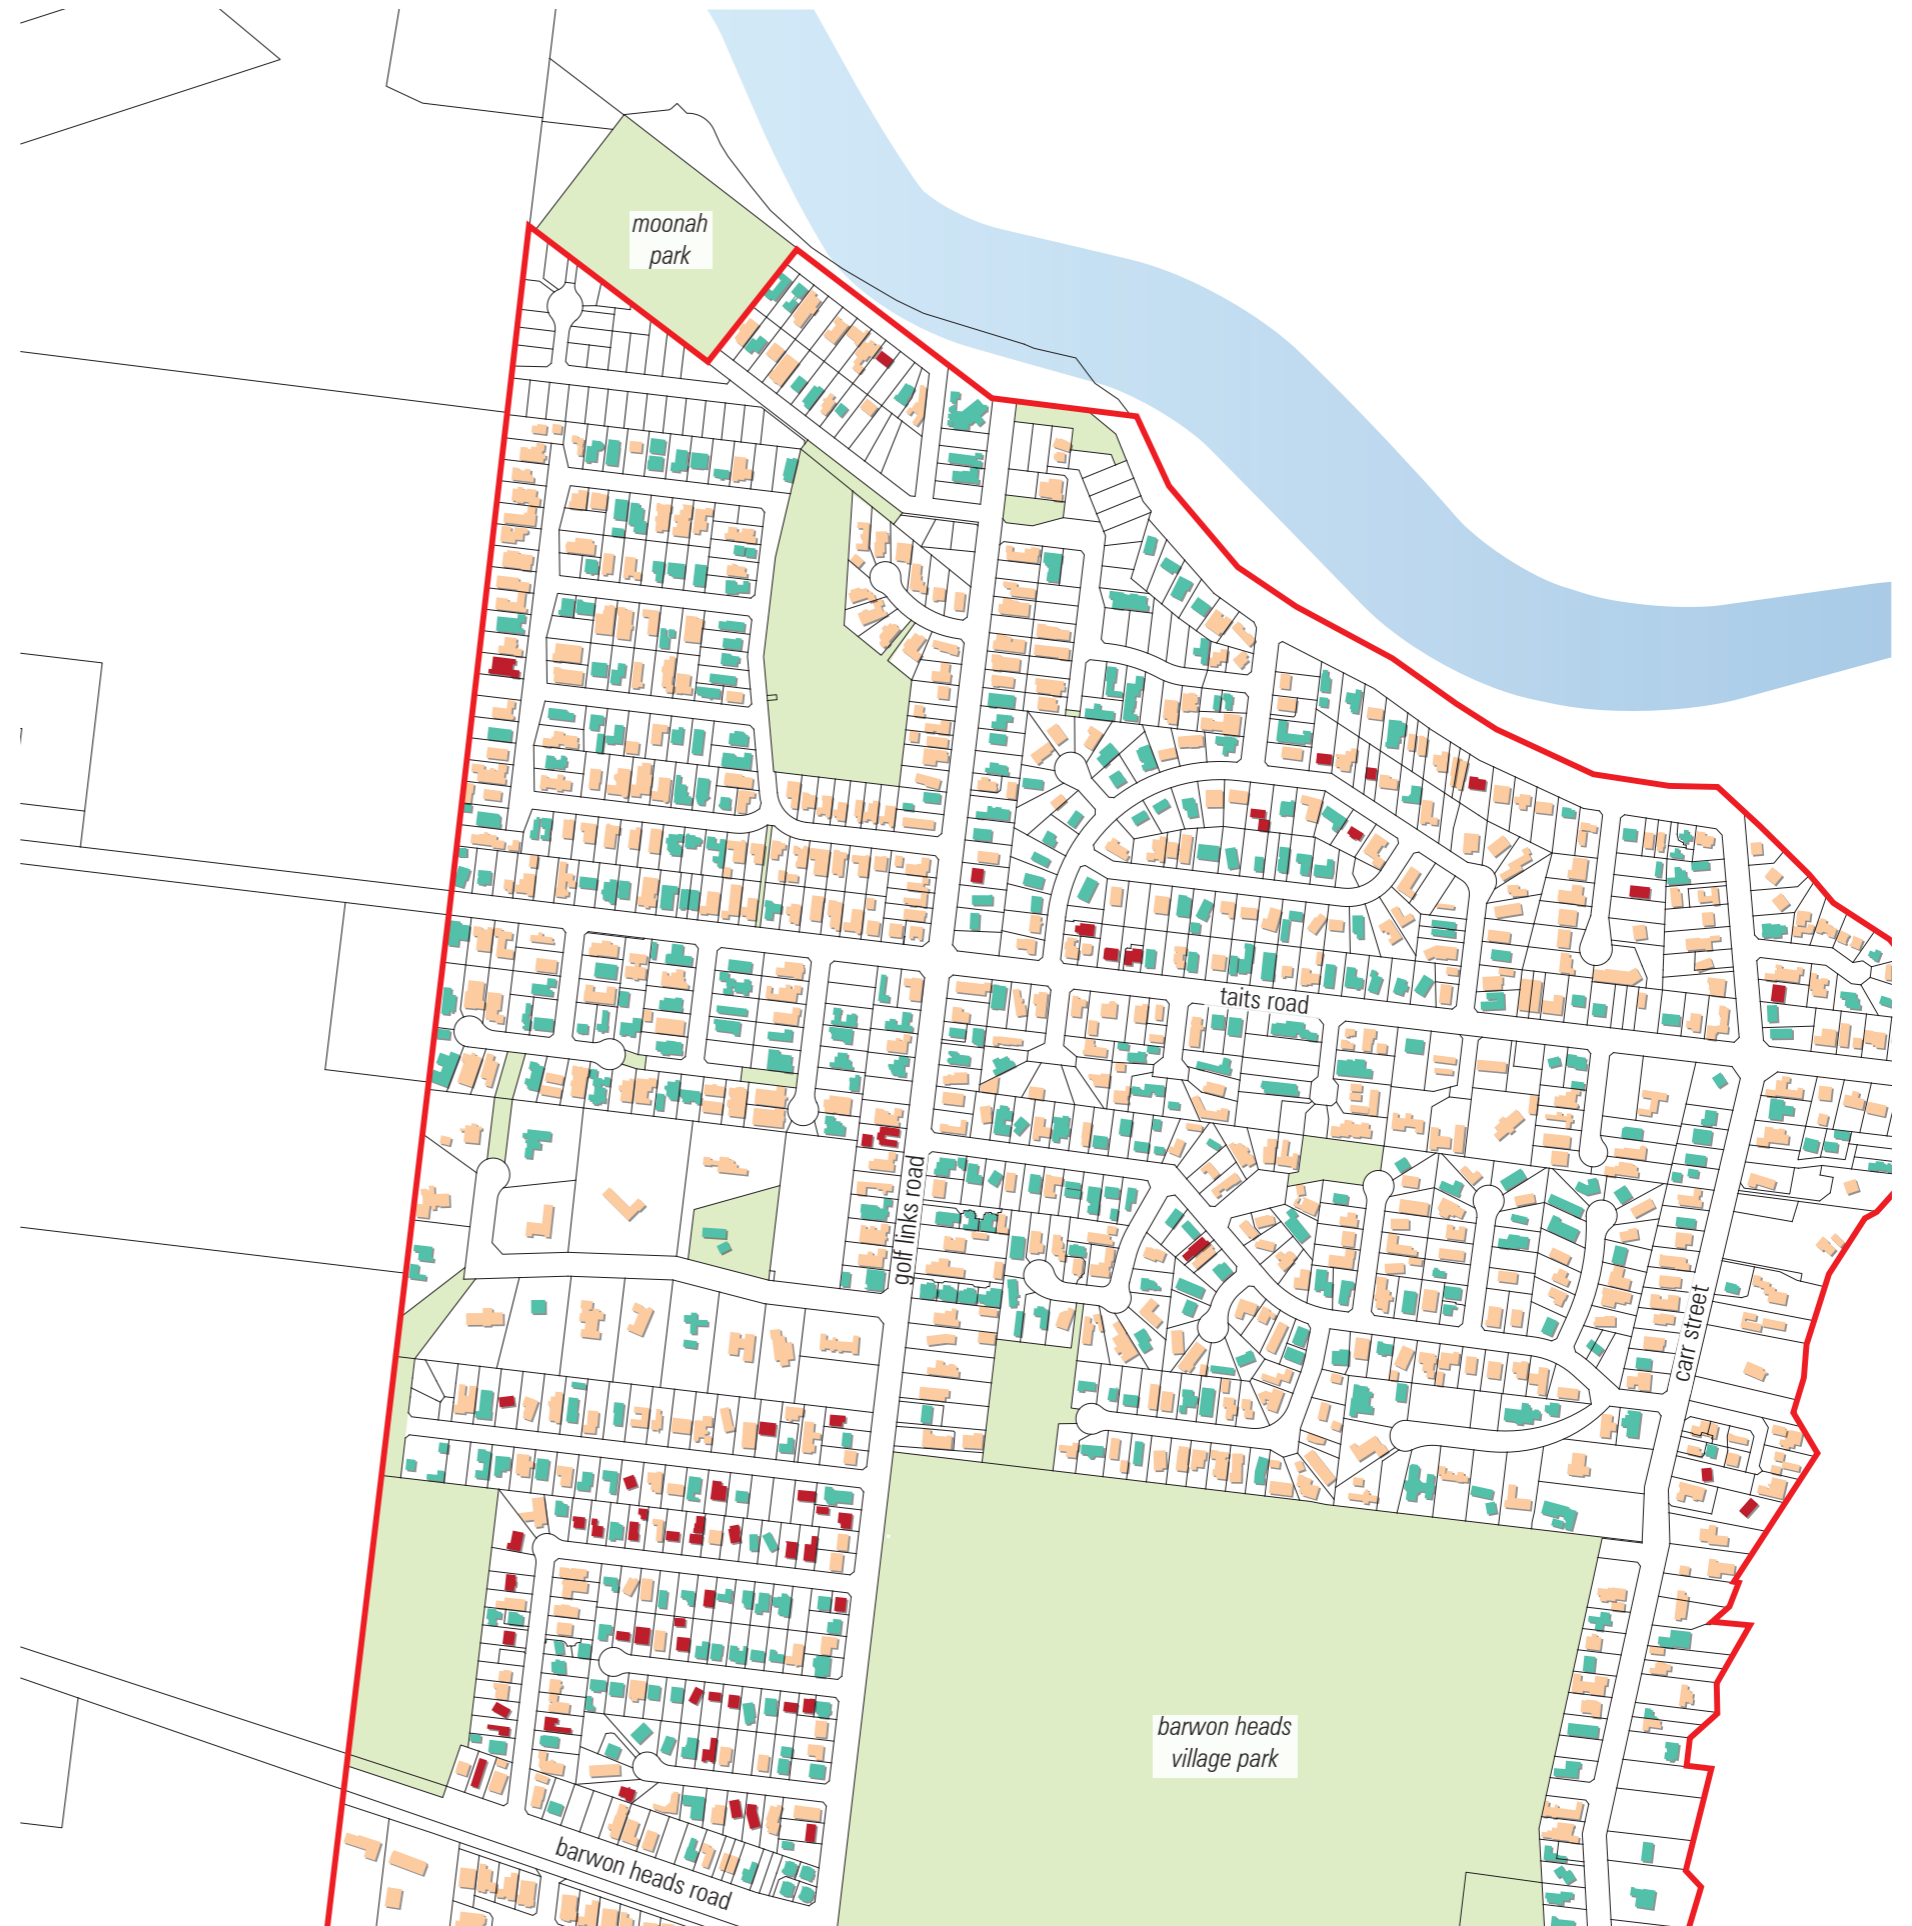 moonah
park
taits road
golf links road
carr street
barwon heads
village park
barwon heads road